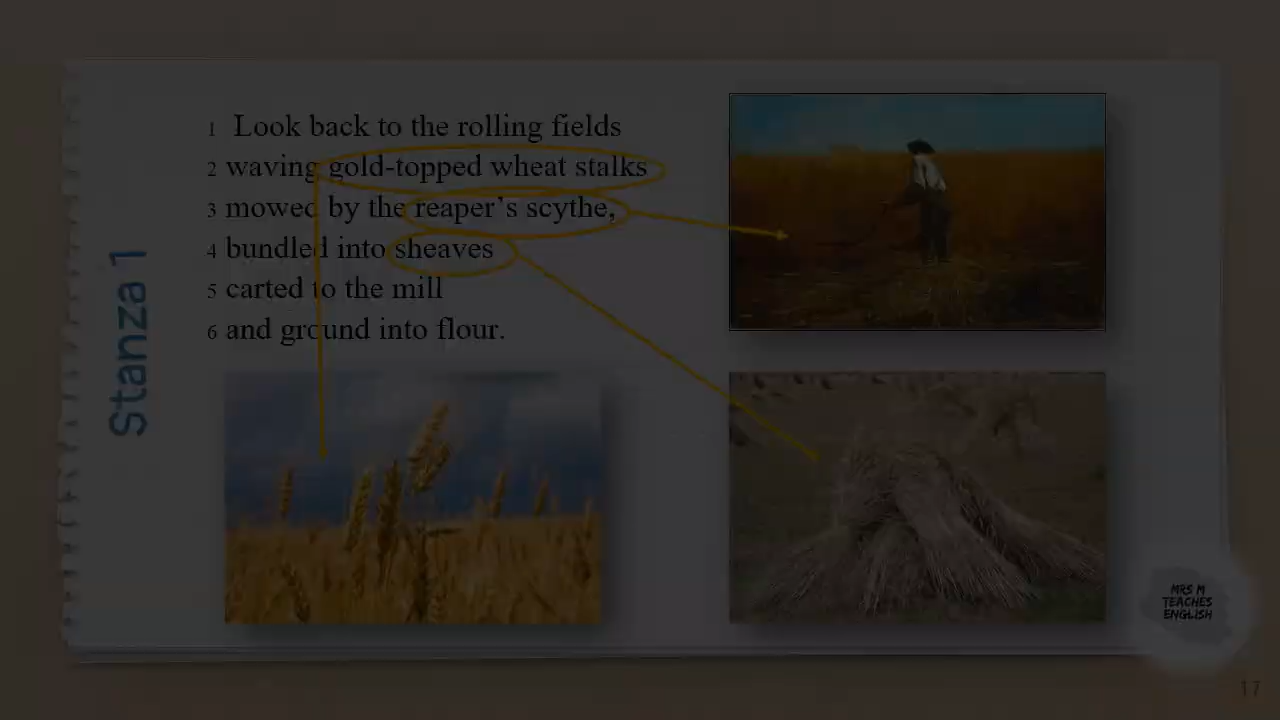 Stanza 1
1 Look back to the rolling fields
2 waving gold-topped wheat stalks
3 mowed by the reaper's scythe,
4 bundled into sheaves
5 carted to the mill
6 and ground into flour.
MRS M
TEACHES
ENGLISH
17